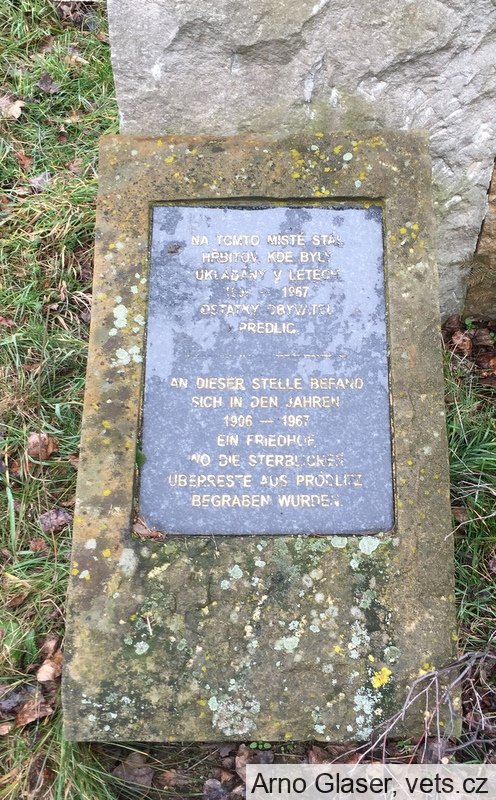 NA TOMTO MÍSTĚ STÁL
HŘBITOV, KDE BYLY
UKLÁDÁNY V LETECH
1967
OSTATKY OBYVATEL
PŘEDLIC.
AN DIESER STELLE BEFAND
SICH IN DEN JAHREN
1906 — 1967
EIN FRIEDHOF
WO DIE STERBLICHEN
ÜBERRESTE AUS PRÖDLITZ
BEGRABEN WURDEN.
Arno Glaser, vets.cz